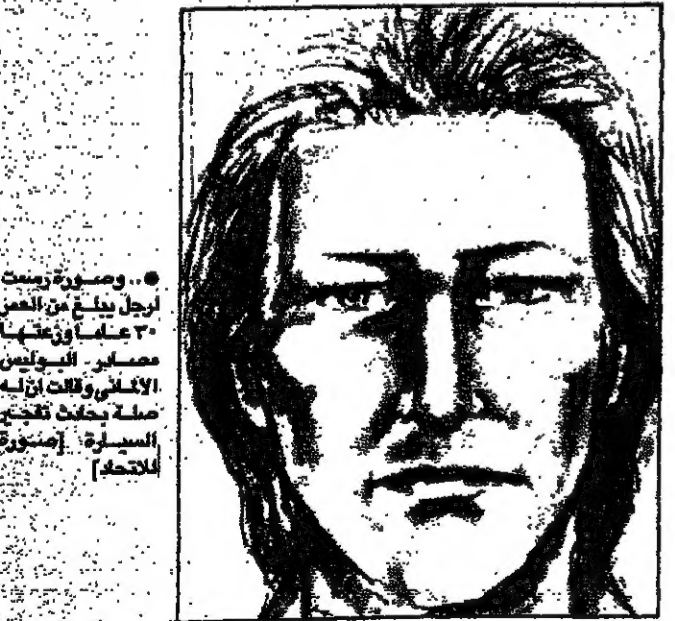 ●.. وصورة رسمت
لرجل يبلغ من العمر
٣٠ عاما وزعتها
مصادر البوليس
الالمانى وقالت ان له
صلة بحادث تفجير
السيارة [صورة
للاتحاد]